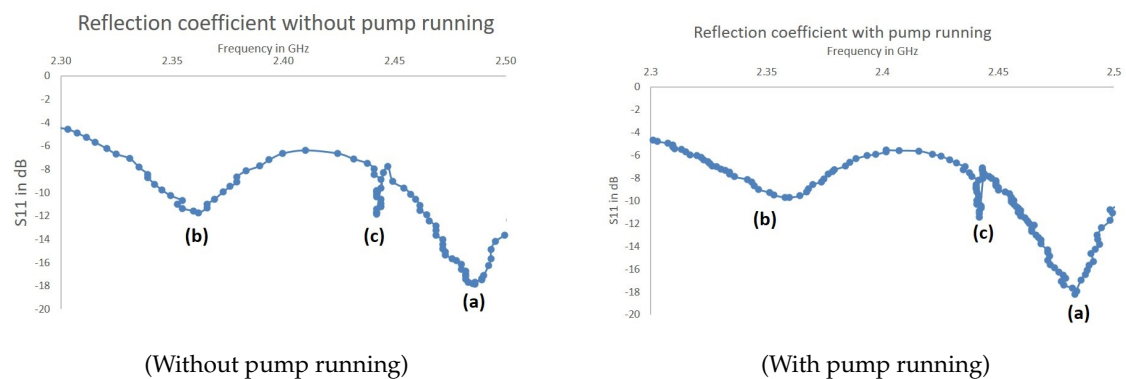 Reflection coefficient without pump running
Frequency in GHz
2.30 2.35 2.40 2.45 2.50
0
-2
-4
-6
-8
-10
-12
-14
-16
-18
-20
S11 in dB
(b)
(c)
(a)
(Without pump running)
Reflection coefficient with pump running
Frequency in GHz
2.3 2.35 2.4 2.45 2.5
0
-2
-4
-6
-8
-10
-12
-14
-16
-18
-20
S11 in dB
(b)
(c)
(a)
(With pump running)